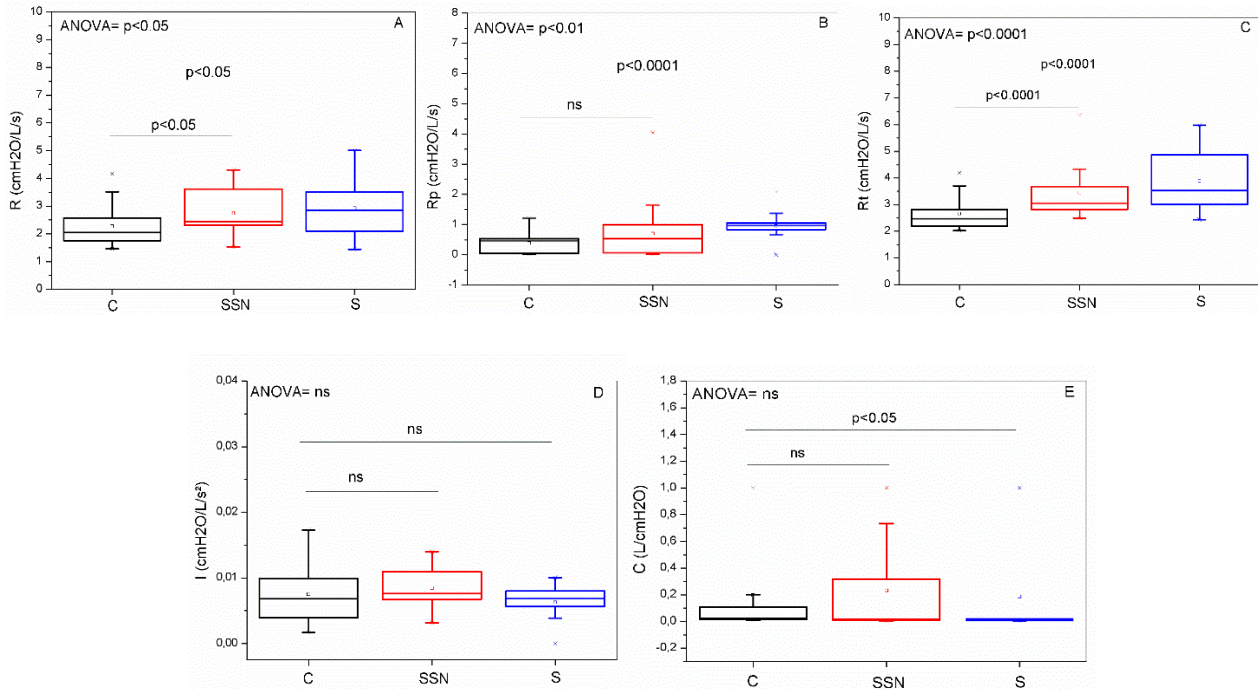 ANOVA= p<0.05
A
p<0.05
p<0.05
R (cmH2O/L/s)
10
9
8
7
6
5
4
3
2
1
0
C
SSN
S
ANOVA= p<0.01
B
p<0.0001
ns
Rp (cmH2O/L/s)
8
7
6
5
4
3
2
1
0
-1
C
SSN
S
ANOVA= p<0.0001
C
p<0.0001
p<0.0001
Rt (cmH2O/L/s)
10
9
8
7
6
5
4
3
2
1
0
C
SSN
S
ANOVA= ns
D
ns
ns
I (cmH2O/L/s²)
0,04
0,03
0,02
0,01
0,00
C
SSN
S
ANOVA= ns
E
p<0.05
ns
C (L/cmH2O)
1,8
1,6
1,4
1,2
1,0
0,8
0,6
0,4
0,2
0,0
-0,2
C
SSN
S